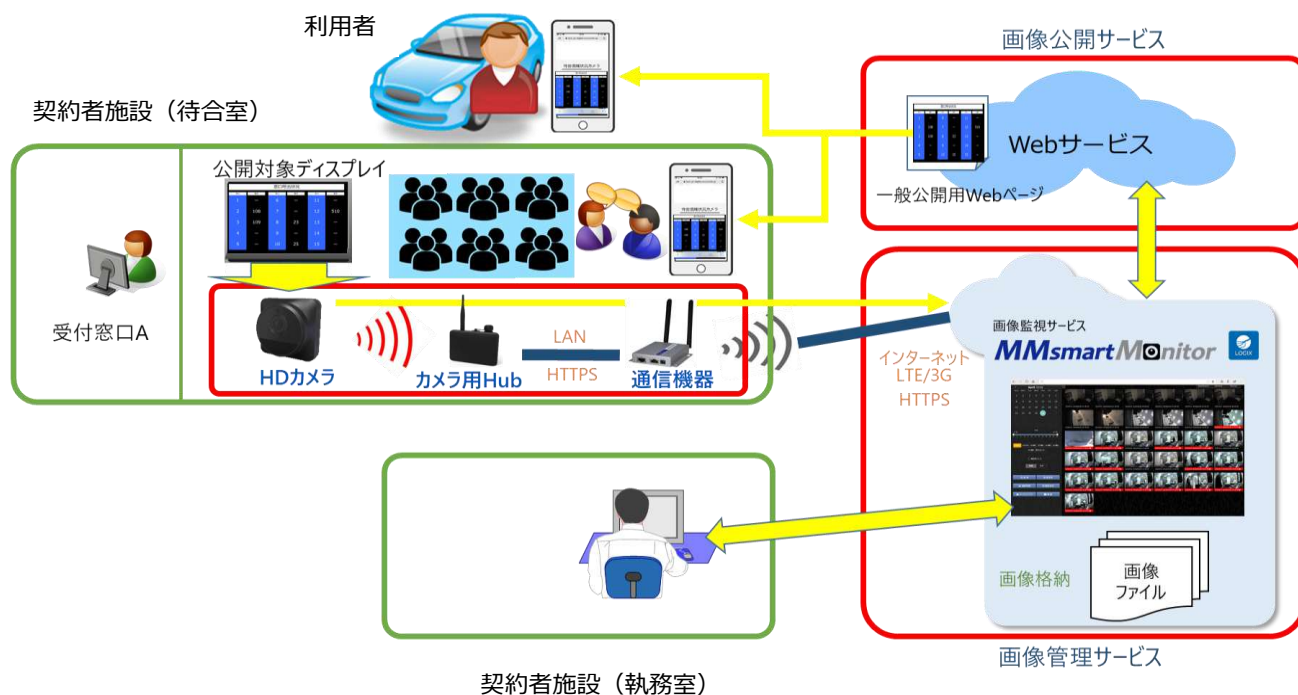 利用者
画像公開サービス
契約者施設（待合室）
公開対象ディスプレイ
Webサービス
一般公開用Webページ
受付窓口A
HDカメラ
カメラ用Hub
LAN
HTTPS
通信機器
インターネット
LTE/3G
HTTPS
画像監視サービス
MMsmartMonitor
LOGIX
画像格納
画像
ファイル
画像管理サービス
契約者施設（執務室）